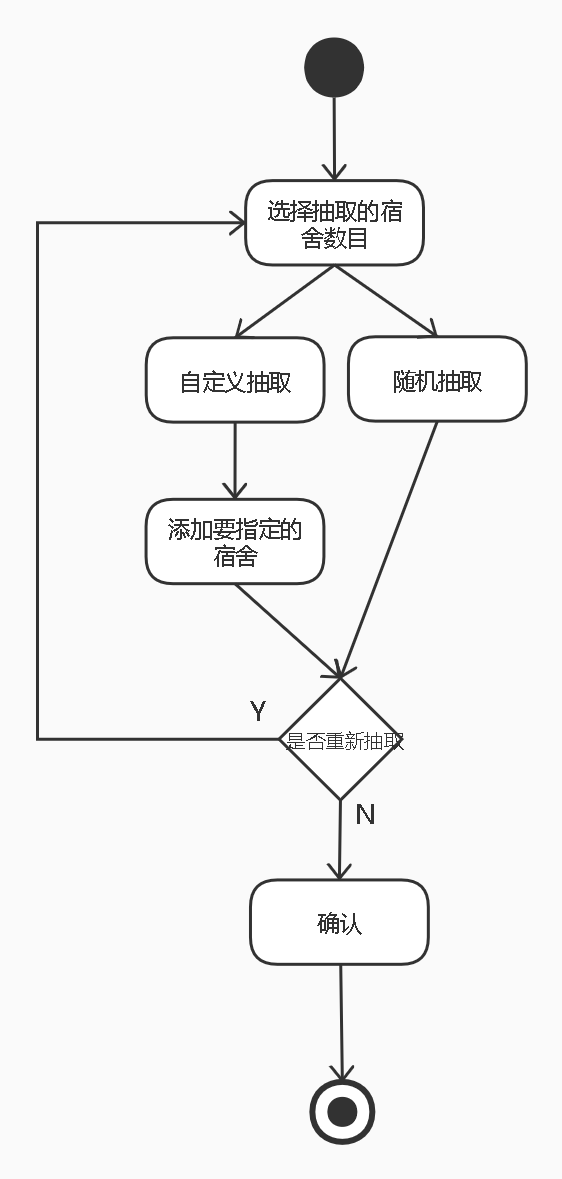 选择抽取的宿
舍数目
自定义抽取
随机抽取
添加要指定的
宿舍
Y
是否重新抽取
N
确认